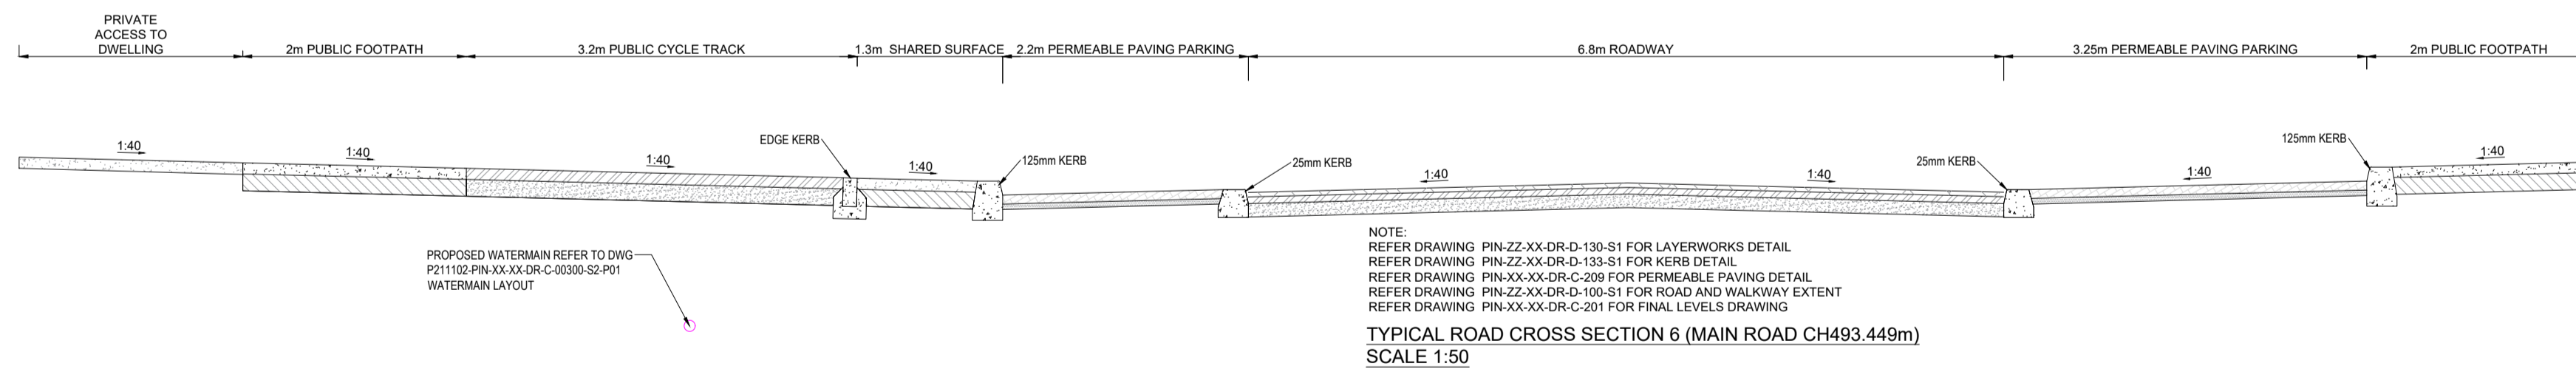 PRIVATE
ACCESS TO
DWELLING
2m PUBLIC FOOTPATH
3.2m PUBLIC CYCLE TRACK
1.3m SHARED SURFACE
2.2m PERMEABLE PAVING PARKING
6.8m ROADWAY
3.25m PERMEABLE PAVING PARKING
2m PUBLIC FOOTPATH
1:40
1:40
1:40
EDGE KERB
1:40
125mm KERB
25mm KERB
1:40
1:40
25mm KERB
1:40
125mm KERB
1:40
PROPOSED WATERMAIN REFER TO DWG
P211102-PIN-XX-XX-DR-C-00300-S2-P01
WATERMAIN LAYOUT
NOTE:
REFER DRAWING PIN-ZZ-XX-DR-D-130-S1 FOR LAYERWORKS DETAIL
REFER DRAWING PIN-ZZ-XX-DR-D-133-S1 FOR KERB DETAIL
REFER DRAWING PIN-XX-XX-DR-C-209 FOR PERMEABLE PAVING DETAIL
REFER DRAWING PIN-ZZ-XX-DR-D-100-S1 FOR ROAD AND WALKWAY EXTENT
REFER DRAWING PIN-XX-XX-DR-C-201 FOR FINAL LEVELS DRAWING
TYPICAL ROAD CROSS SECTION 6 (MAIN ROAD CH493.449m)
SCALE 1:50